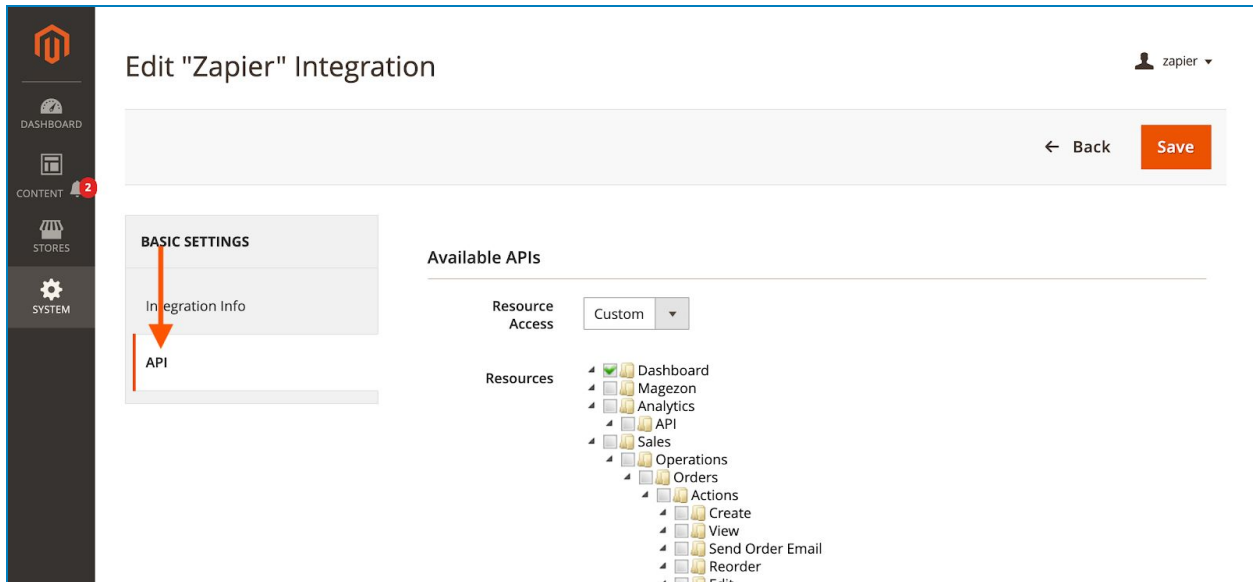 Edit "Zapier" Integration
zapier
DASHBOARD
Back
Save
CONTENT
2
STORES
BASIC SETTINGS
SYSTEM
Integration Info
API
Available APIs
Resource
Access
Custom
Resources
Dashboard
Magezon
Analytics
API
Sales
Operations
Orders
Actions
Create
View
Send Order Email
Reorder
Edit